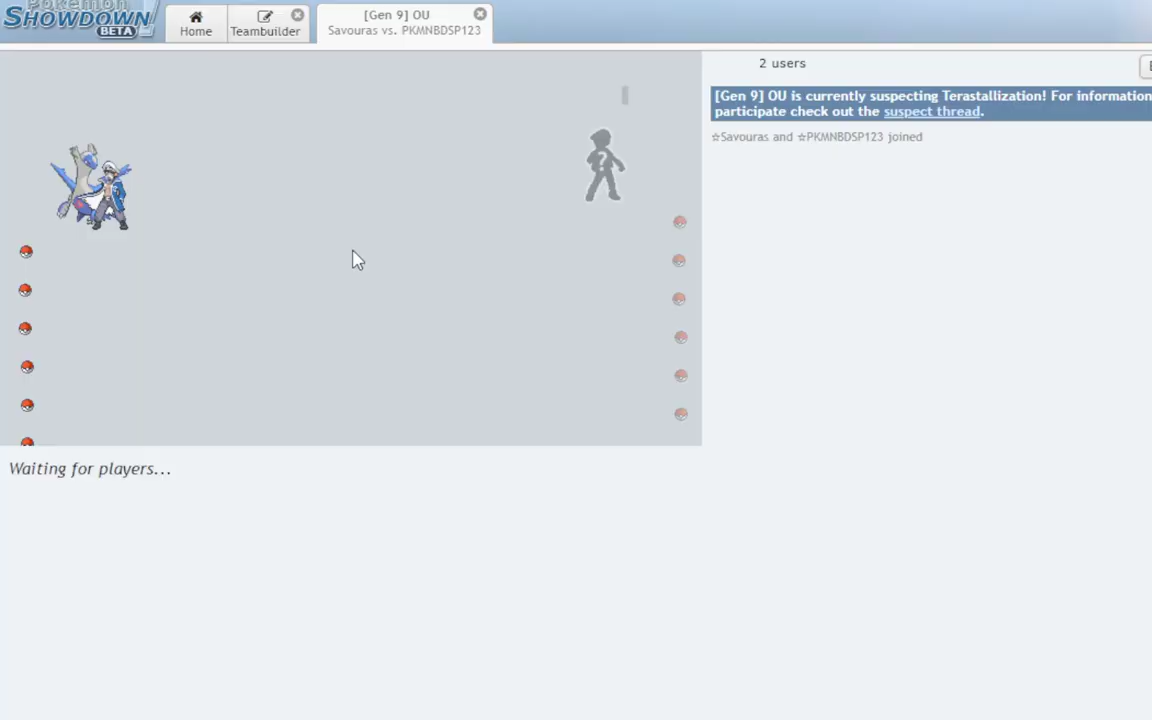 Pokémon
SHOWDOWN
BETA
Home
Teambuilder
[Gen 9] OU
Savouras vs. PKMNBDSP123
2 users
[Gen 9] OU is currently suspecting Terastallization! For information
participate check out the suspect thread.
☆Savouras and ☆PKMNBDSP123 joined
?
Waiting for players...